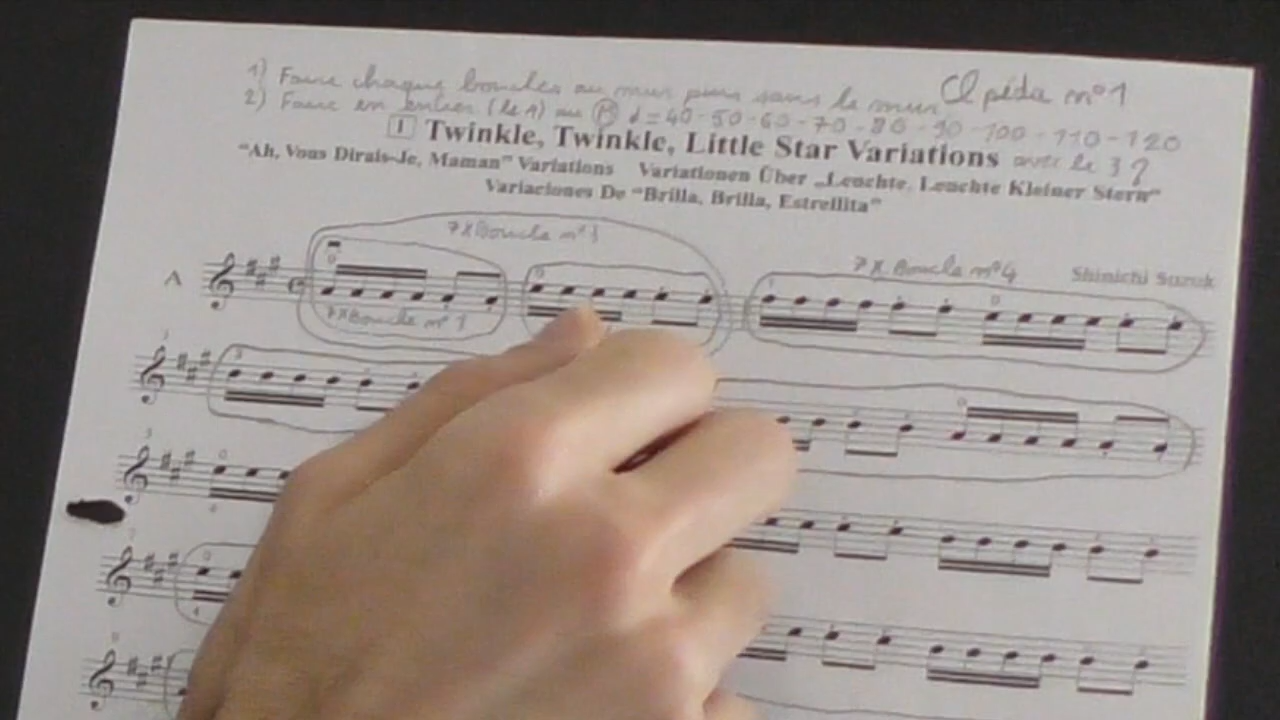 1) Faire chaque boucles au mur puis sans le mur Cl péda n°1
2) Faire en entier (le A) au M ♩=40-50-60-70-80-90-100-110-120
1 Twinkle, Twinkle, Little Star Variations avec le 3 ?
"Ah, Vous Dirais-Je, Maman" Variations Variationen Über „Leuchte, Leuchte Kleiner Stern"
Variaciones De "Brilla, Brilla, Estrellita"
7 X Boucle n°3
7 X Boucle n°4
Shinichi Suzuk
A
7 X Boucle n°1